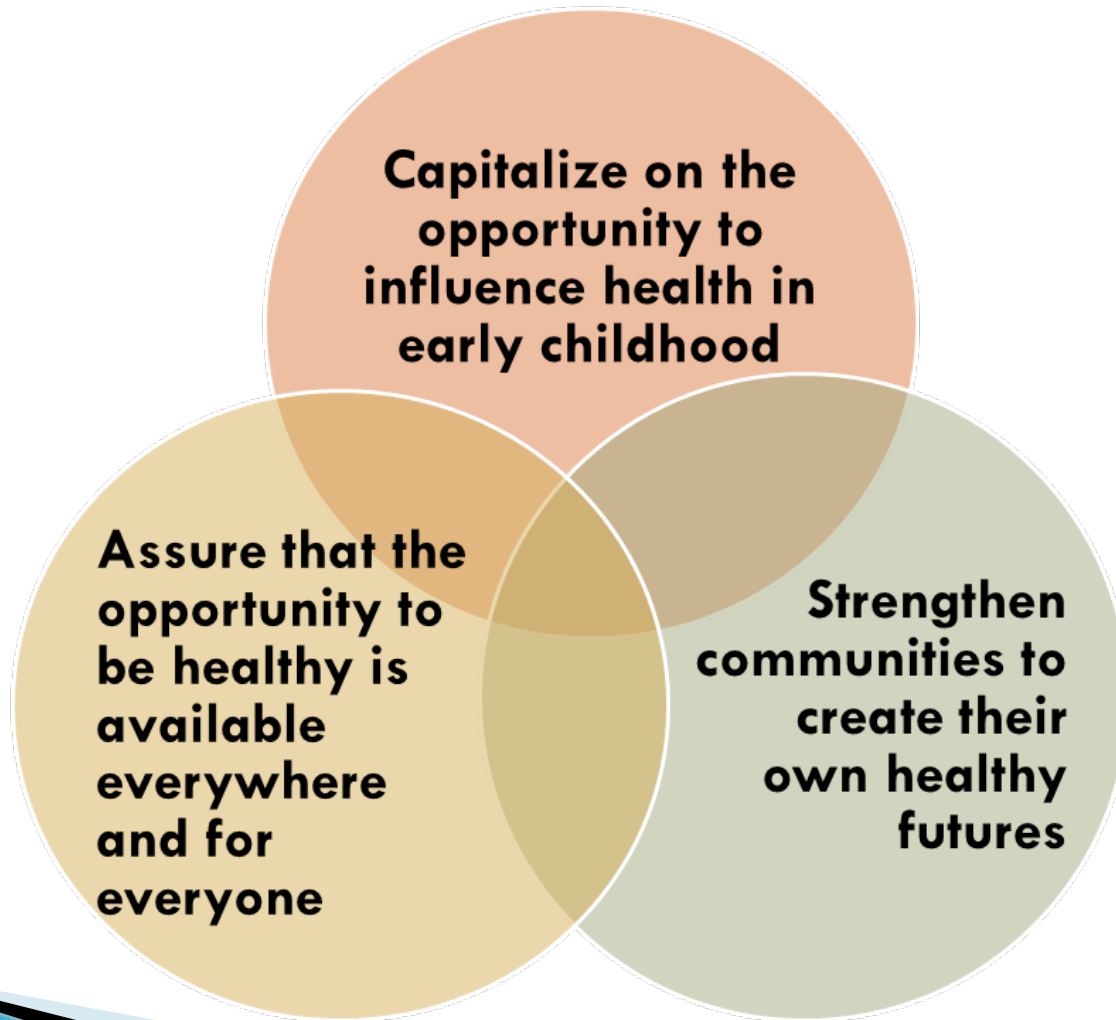 Capitalize on the
opportunity to
influence health in
early childhood
Assure that the
opportunity to
be healthy is
available
everywhere
and for
everyone
Strengthen
communities to
create their
own healthy
futures